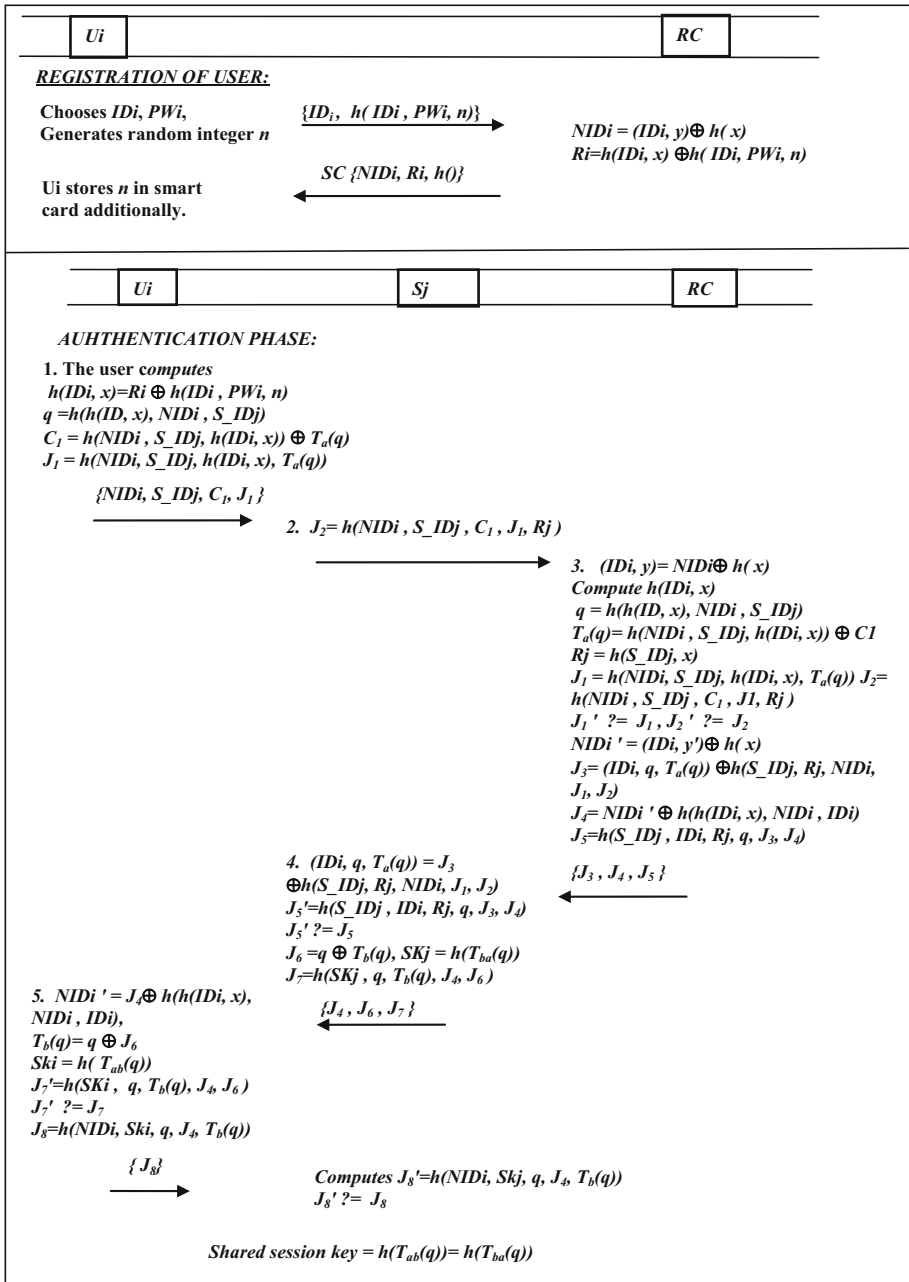 Ui
RC
REGISTRATION OF USER:
Chooses IDi, PWi,
Generates random integer n
{IDi , h( IDi , PWi, n)}
NIDi = (IDi, y)⊕ h( x)
Ri=h(IDi, x) ⊕h( IDi, PWi, n)
SC {NIDi, Ri, h()}
Ui stores n in smart
card additionally.
Ui
Sj
RC
AUHTHENTICATION PHASE:
1. The user computes
h(IDi, x)=Ri ⊕ h(IDi , PWi, n)
q =h(h(ID, x), NIDi , S_IDj)
C1 = h(NIDi , S_IDj, h(IDi, x)) ⊕ Ta(q)
J1 = h(NIDi, S_IDj, h(IDi, x), Ta(q))
{NIDi, S_IDj, C1, J1 }
2. J2= h(NIDi , S_IDj , C1 , J1, Rj )
3. (IDi, y)= NIDi⊕ h( x)
Compute h(IDi, x)
q = h(h(ID, x), NIDi , S_IDj)
Ta(q)= h(NIDi , S_IDj, h(IDi, x)) ⊕ C1
Rj = h(S_IDj, x)
J1 = h(NIDi, S_IDj, h(IDi, x), Ta(q)) J2=
h(NIDi , S_IDj , C1 , J1, Rj )
J1 ' ?= J1 , J2 ' ?= J2
NIDi ' = (IDi, y')⊕ h( x)
J3= (IDi, q, Ta(q)) ⊕h(S_IDj, Rj, NIDi,
J1, J2)
J4= NIDi ' ⊕ h(h(IDi, x), NIDi , IDi)
J5=h(S_IDj , IDi, Rj, q, J3, J4)
{J3 , J4 , J5 }
4. (IDi, q, Ta(q)) = J3
⊕h(S_IDj, Rj, NIDi, J1, J2)
J5'=h(S_IDj , IDi, Rj, q, J3, J4)
J5' ?= J5
J6 =q ⊕ Tb(q), SKj = h(Tba(q))
J7=h(SKj , q, Tb(q), J4, J6 )
{J4 , J6 , J7 }
5. NIDi ' = J4⊕ h(h(IDi, x),
NIDi , IDi),
Tb(q)= q ⊕ J6
Ski = h( Tab(q))
J7'=h(SKi , q, Tb(q), J4, J6 )
J7' ?= J7
J8=h(NIDi, Ski, q, J4, Tb(q))
{ J8}
Computes J8'=h(NIDi, Skj, q, J4, Tb(q))
J8' ?= J8
Shared session key = h(Tab(q))= h(Tba(q))